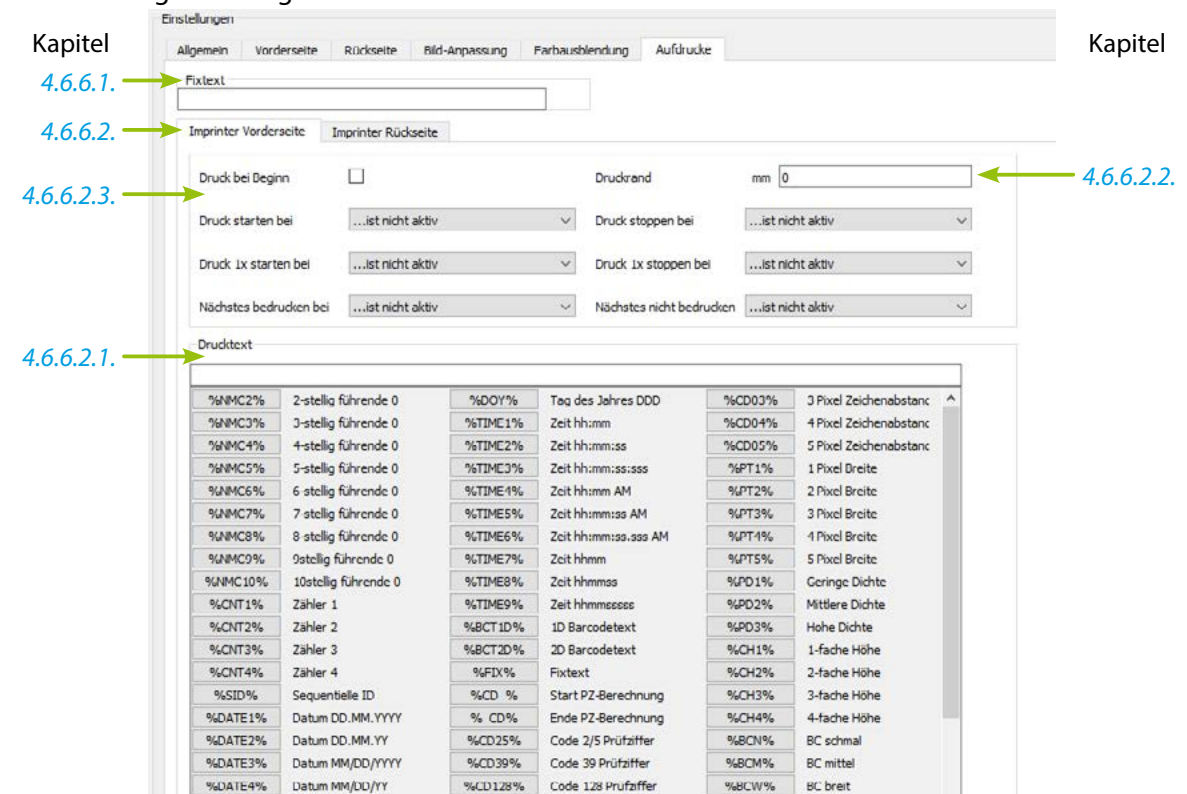 Einstellungen
Kapitel
Kapitel
Allgemein Vorderseite Rückseite Bild-Anpassung Farbausblendung Aufdrucke
4.6.6.1. Fixtext
4.6.6.2. Imprinter Vorderseite Imprinter Rückseite
Druck bei Beginn Druckrand mm 0 4.6.6.2.2.
4.6.6.2.3.
Druck starten bei ...ist nicht aktiv Druck stoppen bei ...ist nicht aktiv
Druck 1x starten bei ...ist nicht aktiv Druck 1x stoppen bei ...ist nicht aktiv
Nächstes bedrucken bei ...ist nicht aktiv Nächstes nicht bedrucken ...ist nicht aktiv
4.6.6.2.1. Drucktext
%NMC2% 2-stellig führende 0 %DOY% Tag des Jahres DDD %CD03% 3 Pixel Zeichenabstanc
%NMC3% 3-stellig führende 0 %TIME1% Zeit hh:mm %CD04% 4 Pixel Zeichenabstanc
%NMC4% 4-stellig führende 0 %TIME2% Zeit hh:mm:ss %CD05% 5 Pixel Zeichenabstanc
%NMC5% 5-stellig führende 0 %TIME3% Zeit hh:mm:ss:sss %PT1% 1 Pixel Breite
%NMC6% 6-stellig führende 0 %TIME4% Zeit hh:mm AM %PT2% 2 Pixel Breite
%NMC7% 7-stellig führende 0 %TIME5% Zeit hh:mm:ss AM %PT3% 3 Pixel Breite
%NMC8% 8-stellig führende 0 %TIME6% Zeit hh:mm:ss.sss AM %PT4% 4 Pixel Breite
%NMC9% 9stellig führende 0 %TIME7% Zeit hhmm %PT5% 5 Pixel Breite
%NMC10% 10stellig führende 0 %TIME8% Zeit hhmmss %PD1% Geringe Dichte
%CNT1% Zähler 1 %TIME9% Zeit hhmmsssss %PD2% Mittlere Dichte
%CNT2% Zähler 2 %BCT1D% 1D Barcodetext %PD3% Hohe Dichte
%CNT3% Zähler 3 %BCT2D% 2D Barcodetext %CH1% 1-fache Höhe
%CNT4% Zähler 4 %FIX% Fixtext %CH2% 2-fache Höhe
%SID% Sequentielle ID %CD % Start PZ-Berechnung %CH3% 3-fache Höhe
%DATE1% Datum DD.MM.YYYY % CD% Ende PZ-Berechnung %CH4% 4-fache Höhe
%DATE2% Datum DD.MM.YY %CD25% Code 2/5 Prüfziffer %BCN% BC schmal
%DATE3% Datum MM/DD/YYYY %CD39% Code 39 Prüfziffer %BCM% BC mittel
%DATE4% Datum MM/DD/YY %CD128% Code 128 Prüfziffer %BCW% BC breit